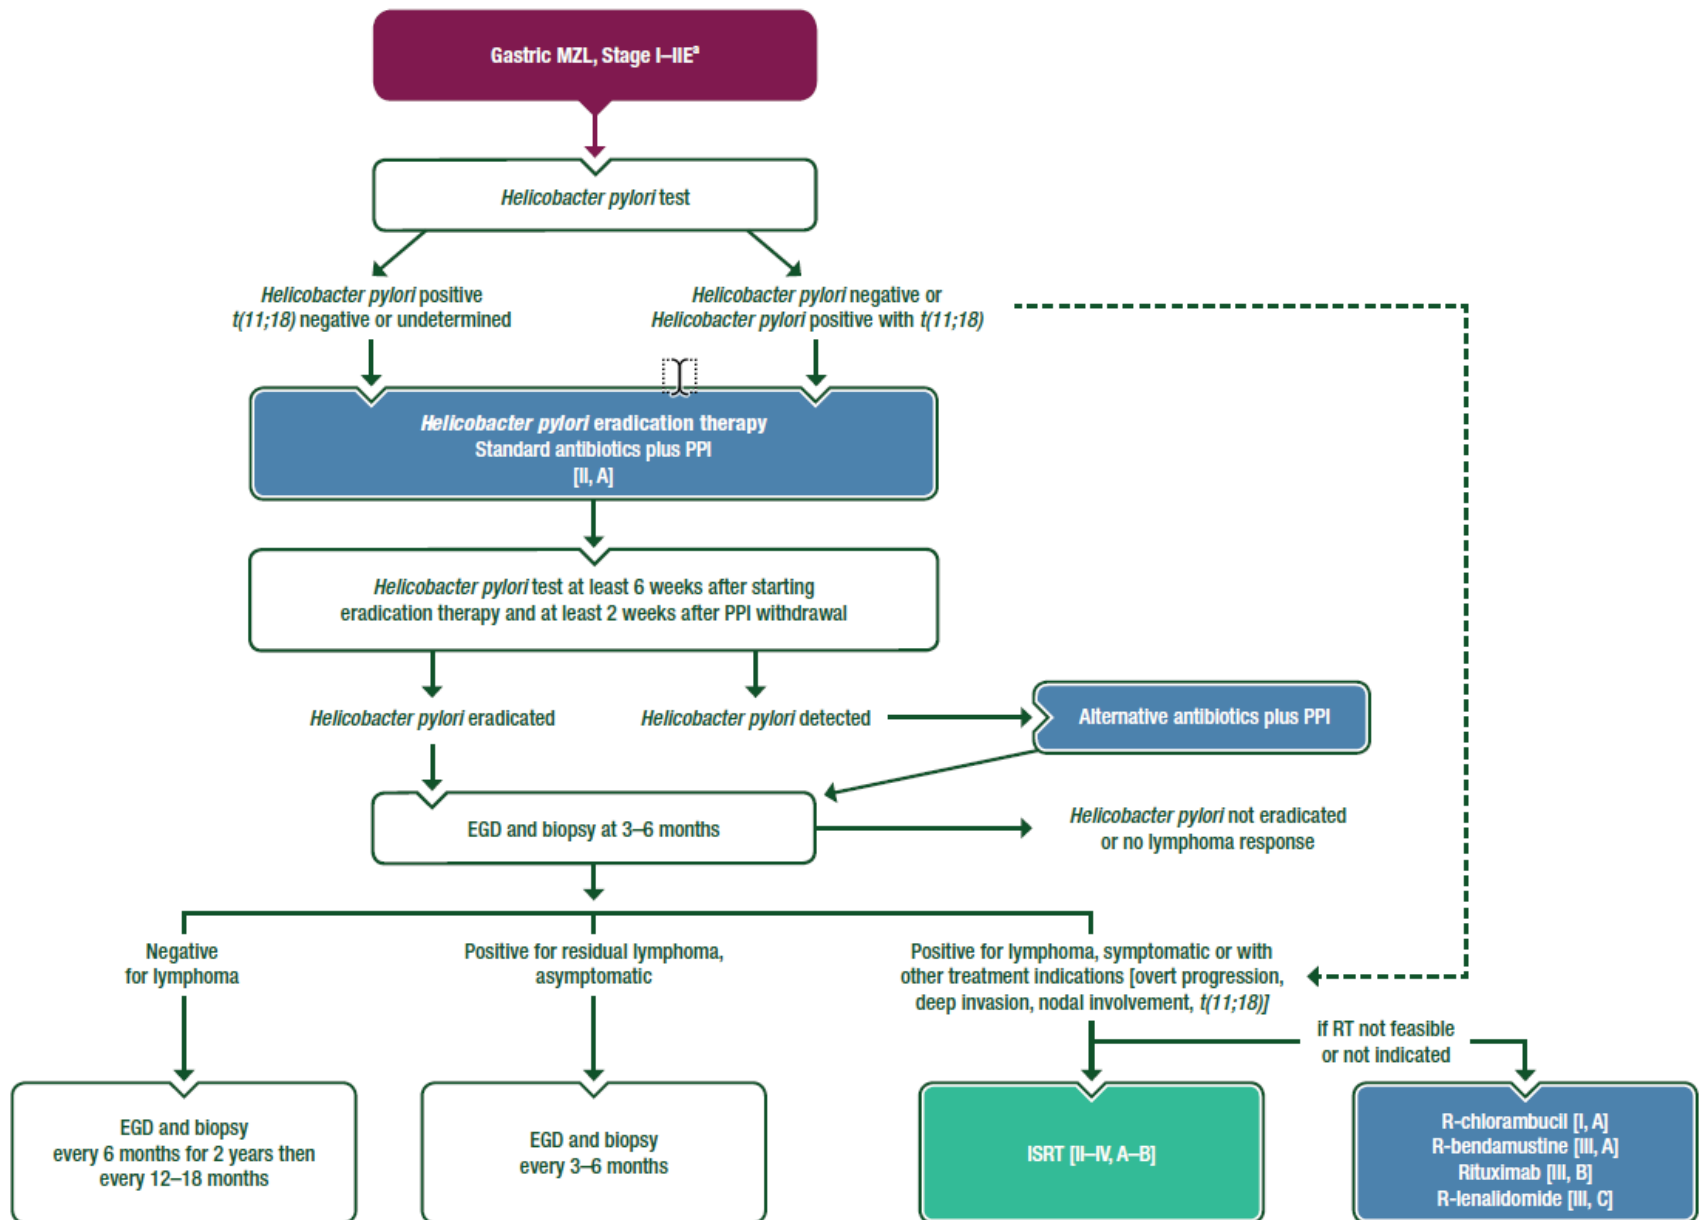 Gastric MZL, Stage I–IIEᵃ
Helicobacter pylori test
Helicobacter pylori positive
t(11;18) negative or undetermined
Helicobacter pylori negative or
Helicobacter pylori positive with t(11;18)
Helicobacter pylori eradication therapy
Standard antibiotics plus PPI
[II, A]
Helicobacter pylori test at least 6 weeks after starting
eradication therapy and at least 2 weeks after PPI withdrawal
Helicobacter pylori eradicated
Helicobacter pylori detected
Alternative antibiotics plus PPI
EGD and biopsy at 3–6 months
Helicobacter pylori not eradicated
or no lymphoma response
Negative
for lymphoma
Positive for residual lymphoma,
asymptomatic
Positive for lymphoma, symptomatic or with
other treatment indications [overt progression,
deep invasion, nodal involvement, t(11;18)]
if RT not feasible
or not indicated
EGD and biopsy
every 6 months for 2 years then
every 12–18 months
EGD and biopsy
every 3–6 months
ISRT [II–IV, A–B]
R-chlorambucil [I, A]
R-bendamustine [III, A]
Rituximab [III, B]
R-lenalidomide [III, C]